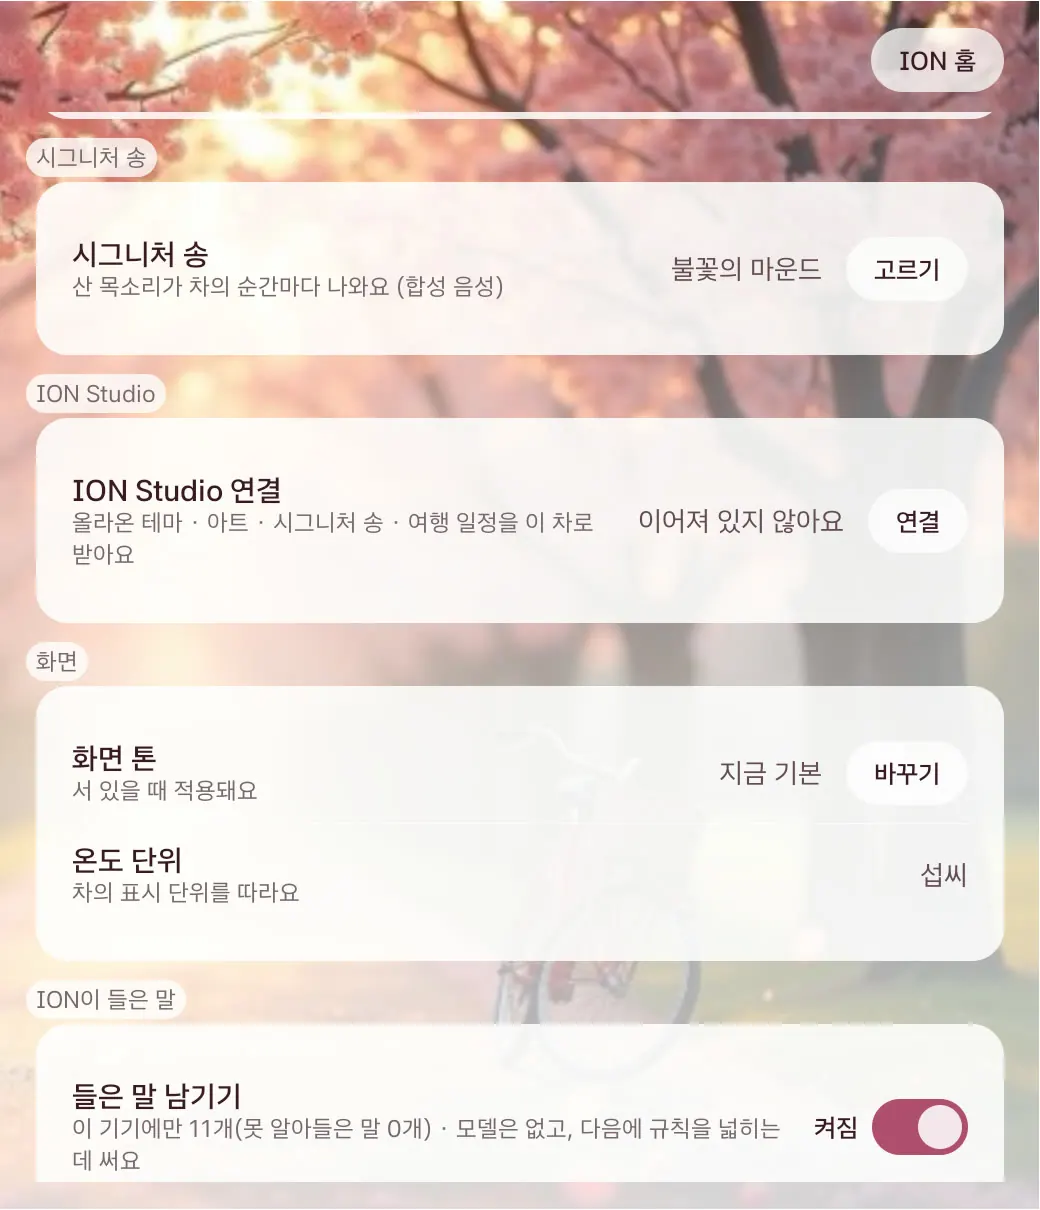 ION 홈
시그니처 송
시그니처 송
산 목소리가 차의 순간마다 나와요 (합성 음성)
불꽃의 마운드
고르기
ION Studio
ION Studio 연결
올라온 테마 · 아트 · 시그니처 송 · 여행 일정을 이 차로
받아요
이어져 있지 않아요
연결
화면
화면 톤
서 있을 때 적용돼요
지금 기본
바꾸기
온도 단위
차의 표시 단위를 따라요
섭씨
ION이 들은 말
들은 말 남기기
이 기기에만 11개(못 알아들은 말 0개) · 모델은 없고, 다음에 규칙을 넓히는
데 써요
켜짐